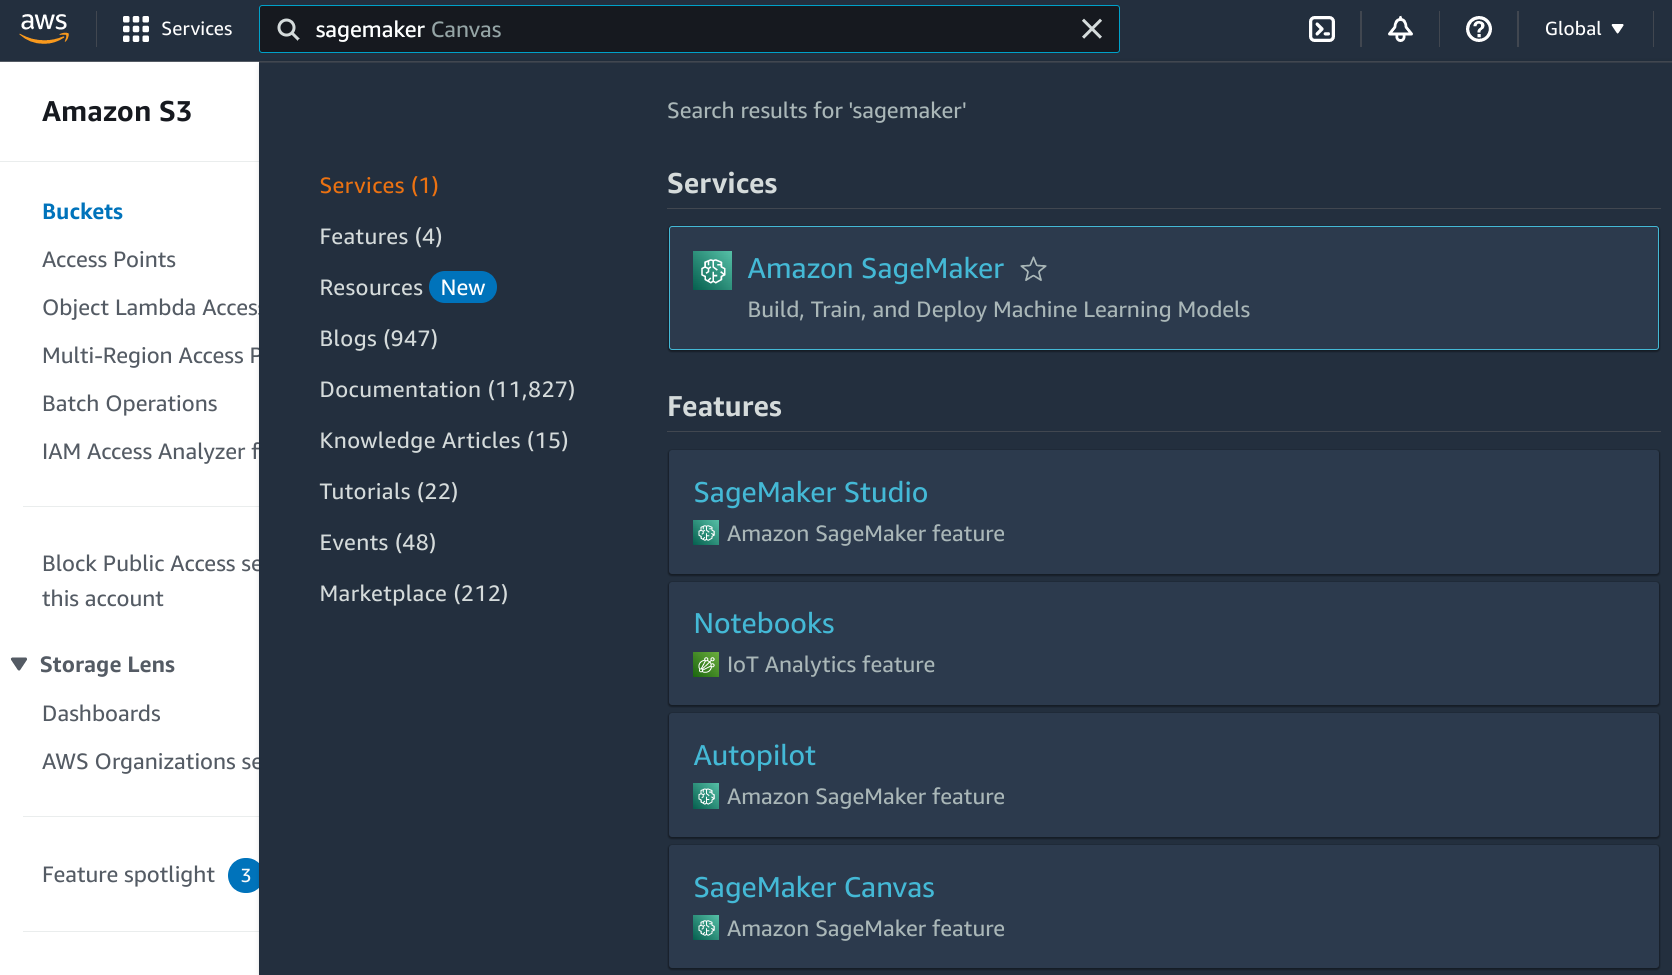 aws
Services
sagemaker Canvas
Global
Amazon S3
Buckets
Access Points
Object Lambda Acces
Multi-Region Access P
Batch Operations
IAM Access Analyzer f
Block Public Access se
this account
Storage Lens
Dashboards
AWS Organizations se
Feature spotlight 3
Services (1)
Features (4)
Resources New
Blogs (947)
Documentation (11,827)
Knowledge Articles (15)
Tutorials (22)
Events (48)
Marketplace (212)
Search results for 'sagemaker'
Services
Amazon SageMaker
Build, Train, and Deploy Machine Learning Models
Features
SageMaker Studio
Amazon SageMaker feature
Notebooks
IoT Analytics feature
Autopilot
Amazon SageMaker feature
SageMaker Canvas
Amazon SageMaker feature